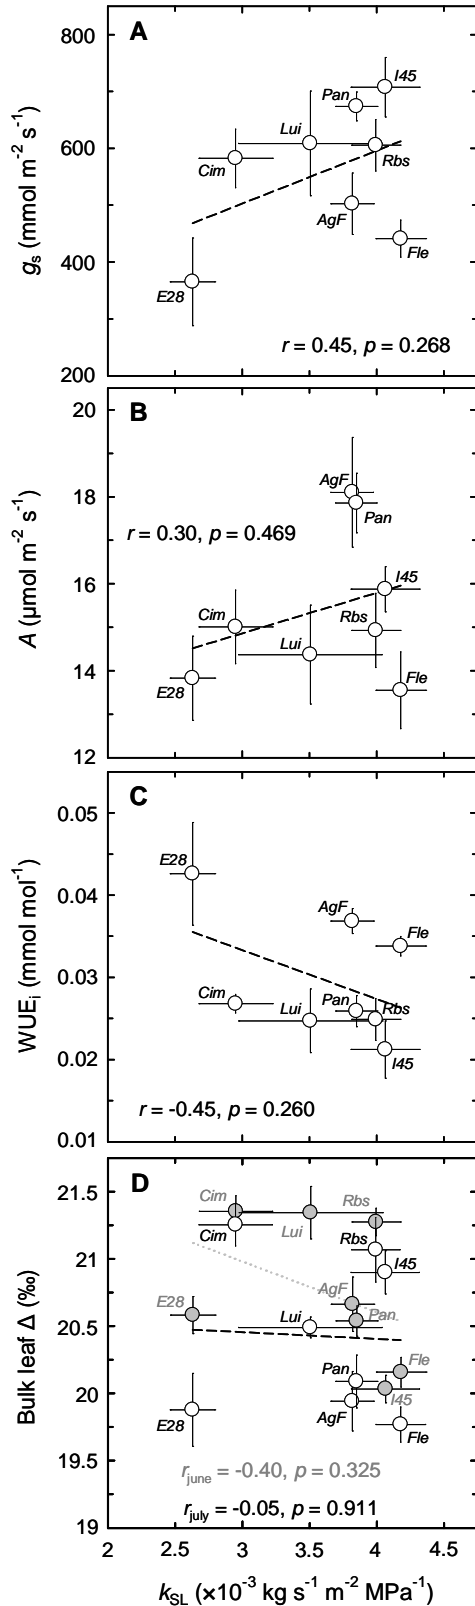 A
800
600
400
200
gs (mmol m-2 s-1)
I45
Pan
Lui
Rbs
Cim
AgF
Fle
E28
r = 0.45, p = 0.268
B
20
18
16
14
12
A (µmol m-2 s-1)
AgF
Pan
r = 0.30, p = 0.469
I45
Cim
Rbs
Lui
E28
Fle
C
0.05
0.04
0.03
0.02
0.01
WUEi (mmol mol-1)
E28
AgF
Fle
Cim
Pan
Rbs
Lui
I45
r = -0.45, p = 0.260
D
21.5
21
20.5
20
19.5
19
Bulk leaf Δ (‰)
Cim
Rbs
Lui
Cim
Rbs
I45
AgF
E28
Pan
Lui
Fle
Pan
I45
E28
AgF
Fle
rjune = -0.40, p = 0.325
rjuly = -0.05, p = 0.911
2 2.5 3 3.5 4 4.5
kSL (×10-3 kg s-1 m-2 MPa-1)